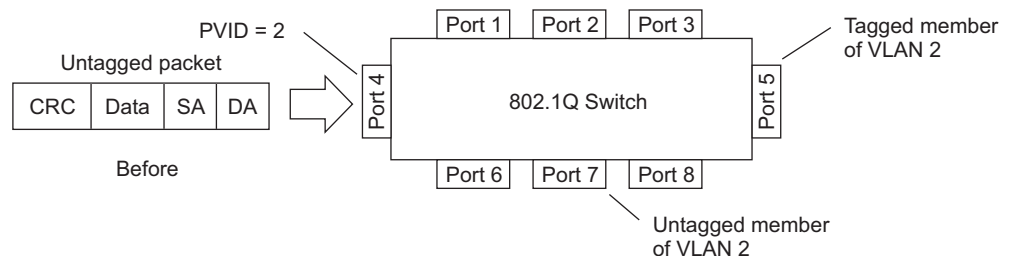 PVID = 2
Port 1
Port 2
Port 3
Tagged member
of VLAN 2
Untagged packet
CRC
Data
SA
DA
Port 4
802.1Q Switch
Port 5
Before
Port 6
Port 7
Port 8
Untagged member
of VLAN 2